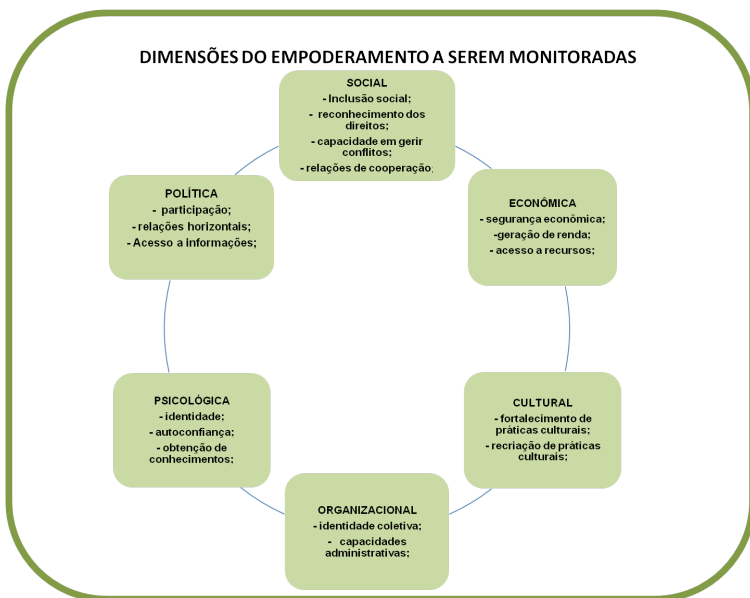 DIMENSÕES DO EMPODERAMENTO A SEREM MONITORADAS
SOCIAL
- Inclusão social;
- reconhecimento dos
direitos;
- capacidade em gerir
conflitos;
- relações de cooperação;
ECONÔMICA
- segurança econômica;
-geração de renda;
- acesso a recursos;
CULTURAL
- fortalecimento de
práticas culturais;
- recriação de práticas
culturais;
ORGANIZACIONAL
- identidade coletiva;
- capacidades
administrativas;
PSICOLÓGICA
- identidade;
- autoconfiança;
- obtenção de
conhecimentos;
POLÍTICA
- participação;
- relações horizontais;
- Acesso a informações;